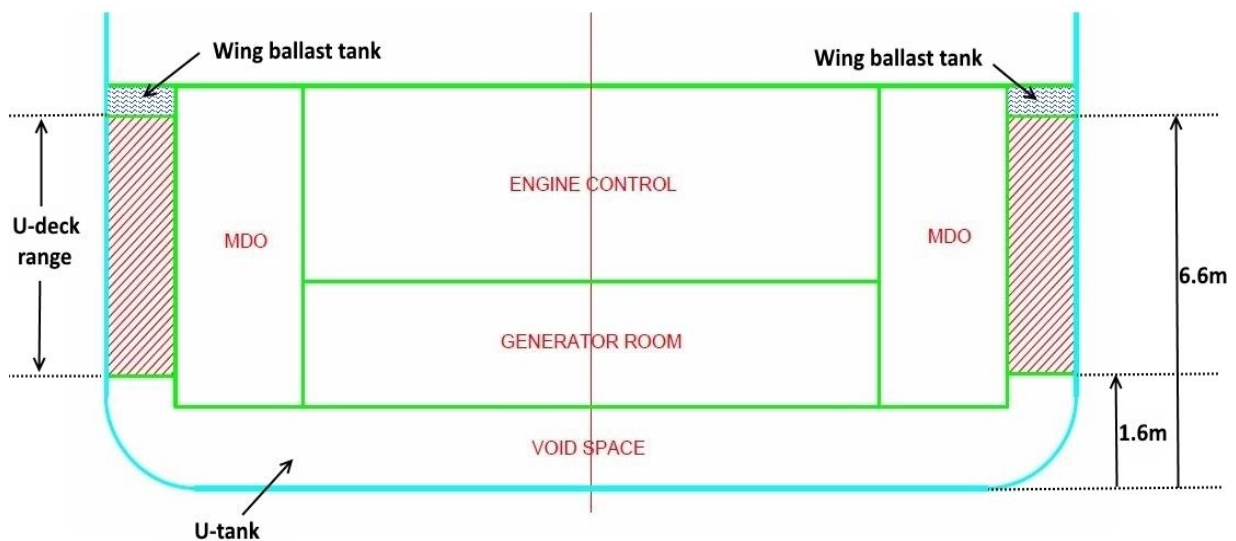 Wing ballast tank
Wing ballast tank
ENGINE CONTROL
U-deck
range
MDO
MDO
6.6m
GENERATOR ROOM
1.6m
VOID SPACE
U-tank